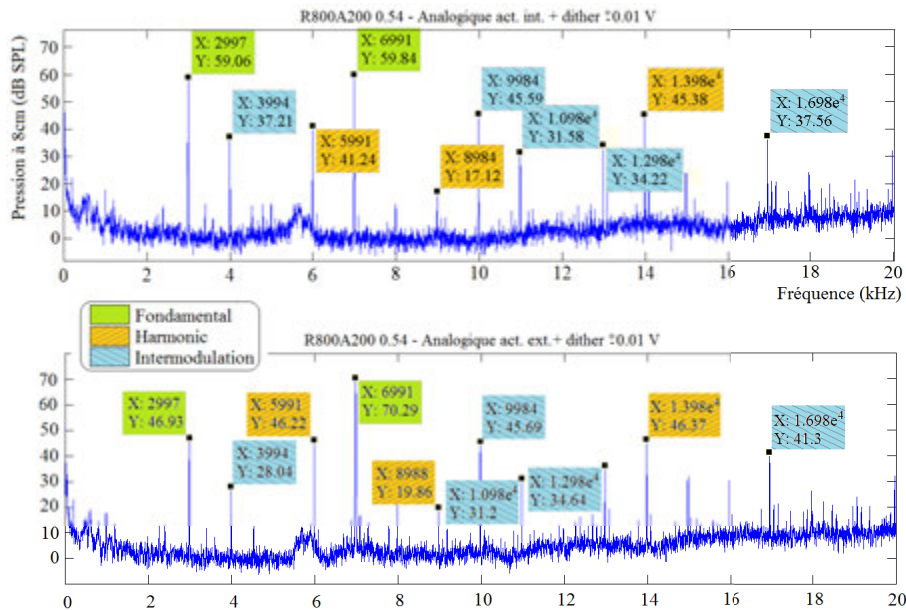 R800A200 0.54 - Analogique act. int. + dither ±0.01 V
Pression à 8cm (dB SPL)
70
60
50
40
30
20
10
0
X: 2997
Y: 59.06
X: 3994
Y: 37.21
X: 5991
Y: 41.24
X: 6991
Y: 59.84
X: 8984
Y: 17.12
X: 9984
Y: 45.59
X: 1.098e⁴
Y: 31.58
X: 1.298e⁴
Y: 34.22
X: 1.398e⁴
Y: 45.38
X: 1.698e⁴
Y: 37.56
0 2 4 6 8 10 12 14 16 18 20
Fréquence (kHz)
Fondamental
Harmonic
Intermodulation
R800A200 0.54 - Analogique act. ext.+ dither ±0.01 V
70
60
50
40
30
20
10
0
X: 2997
Y: 46.93
X: 3994
Y: 28.04
X: 5991
Y: 46.22
X: 6991
Y: 70.29
X: 8988
Y: 19.86
X: 9984
Y: 45.69
X: 1.098e⁴
Y: 31.2
X: 1.298e⁴
Y: 34.64
X: 1.398e⁴
Y: 46.37
X: 1.698e⁴
Y: 41.3
0 2 4 6 8 10 12 14 16 18 20